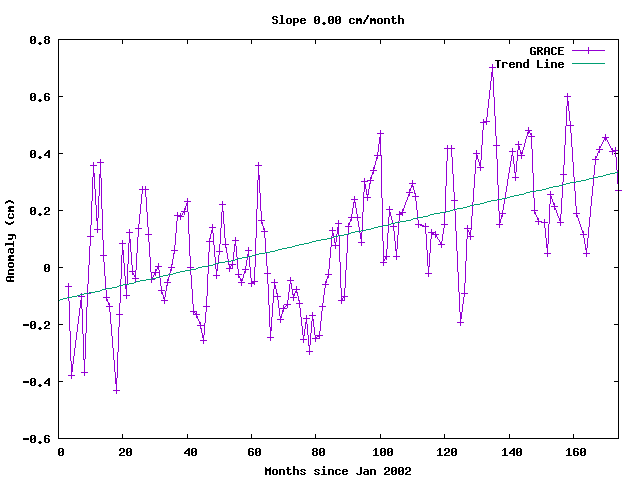 Slope 0.00 cm/month
GRACE
Trend Line
0.8
0.6
0.4
0.2
0
-0.2
-0.4
-0.6
Anomaly (cm)
0 20 40 60 80 100 120 140 160
Months since Jan 2002